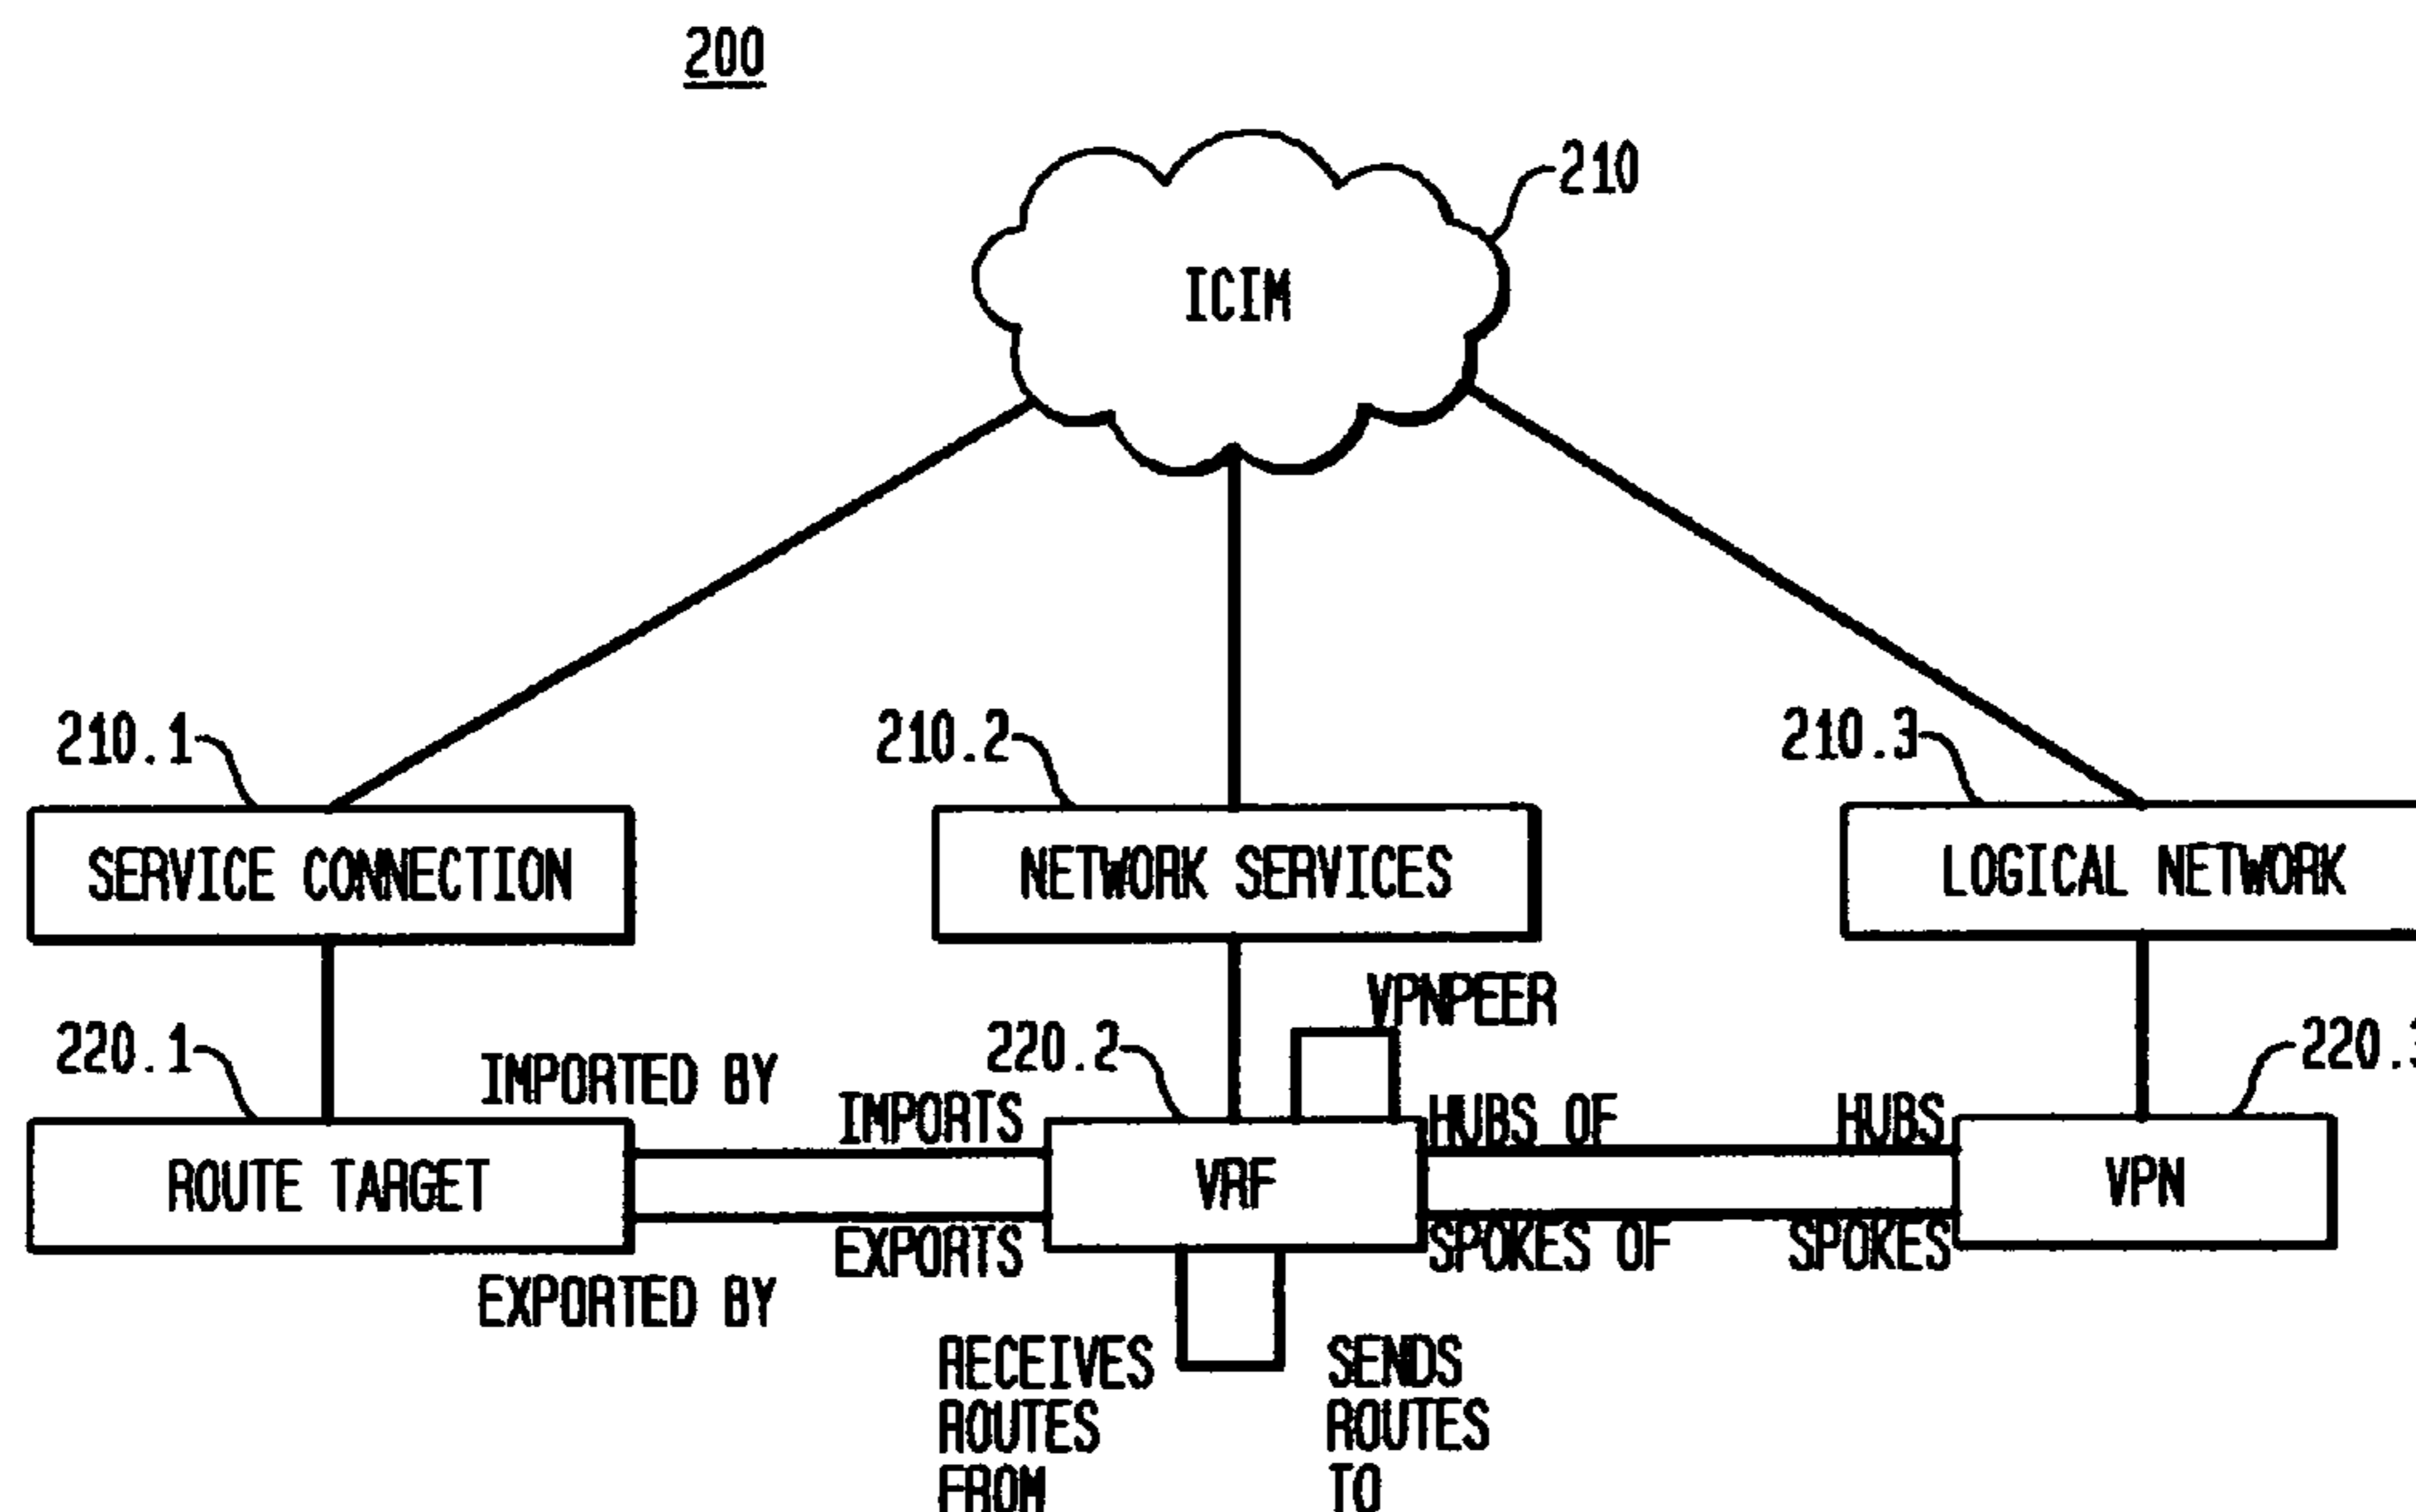 200
210
ICIM
210.1
210.2
210.3
SERVICE CONNECTION
NETWORK SERVICES
LOGICAL NETWORK
VPNPEER
220.1
220.2
IMPORTED BY
IMPORTS
HUBS OF
HUBS
ROUTE TARGET
VRF
VPN
EXPORTS
SPOKES OF
SPOKES
EXPORTED BY
RECEIVES
ROUTES
FROM
SENDS
ROUTES
TO